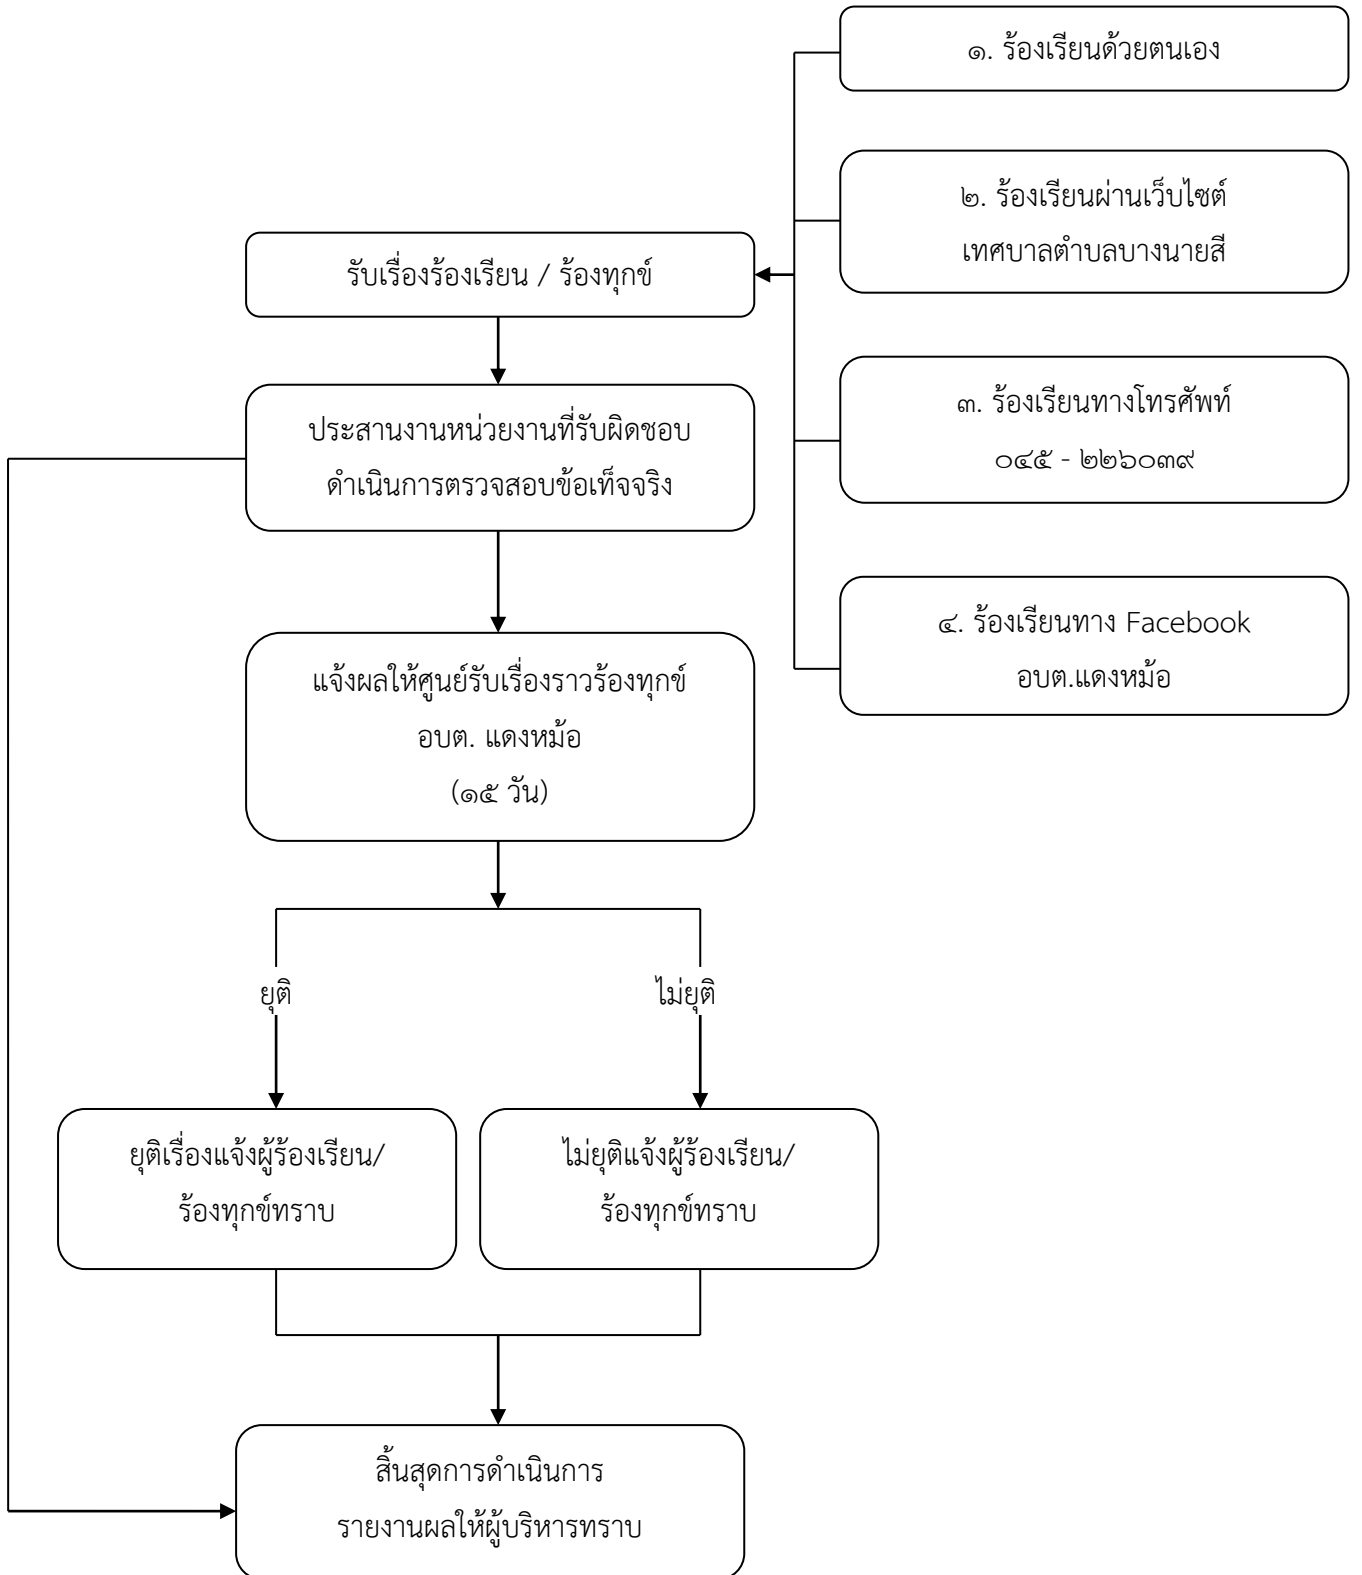 ๑. ร้องเรียนด้วยตนเอง
๒. ร้องเรียนผ่านเว็บไซต์
เทศบาลตำบลบางนายสี
๓. ร้องเรียนทางโทรศัพท์
๐๔๕ - ๒๒๖๐๓๙
๔. ร้องเรียนทาง Facebook
อบต.แดงหม้อ
รับเรื่องร้องเรียน / ร้องทุกข์
ประสานงานหน่วยงานที่รับผิดชอบ
ดำเนินการตรวจสอบข้อเท็จจริง
แจ้งผลให้ศูนย์รับเรื่องราวร้องทุกข์
อบต. แดงหม้อ
(๑๕ วัน)
ยุติ
ไม่ยุติ
ยุติเรื่องแจ้งผู้ร้องเรียน/
ร้องทุกข์ทราบ
ไม่ยุติแจ้งผู้ร้องเรียน/
ร้องทุกข์ทราบ
สิ้นสุดการดำเนินการ
รายงานผลให้ผู้บริหารทราบ